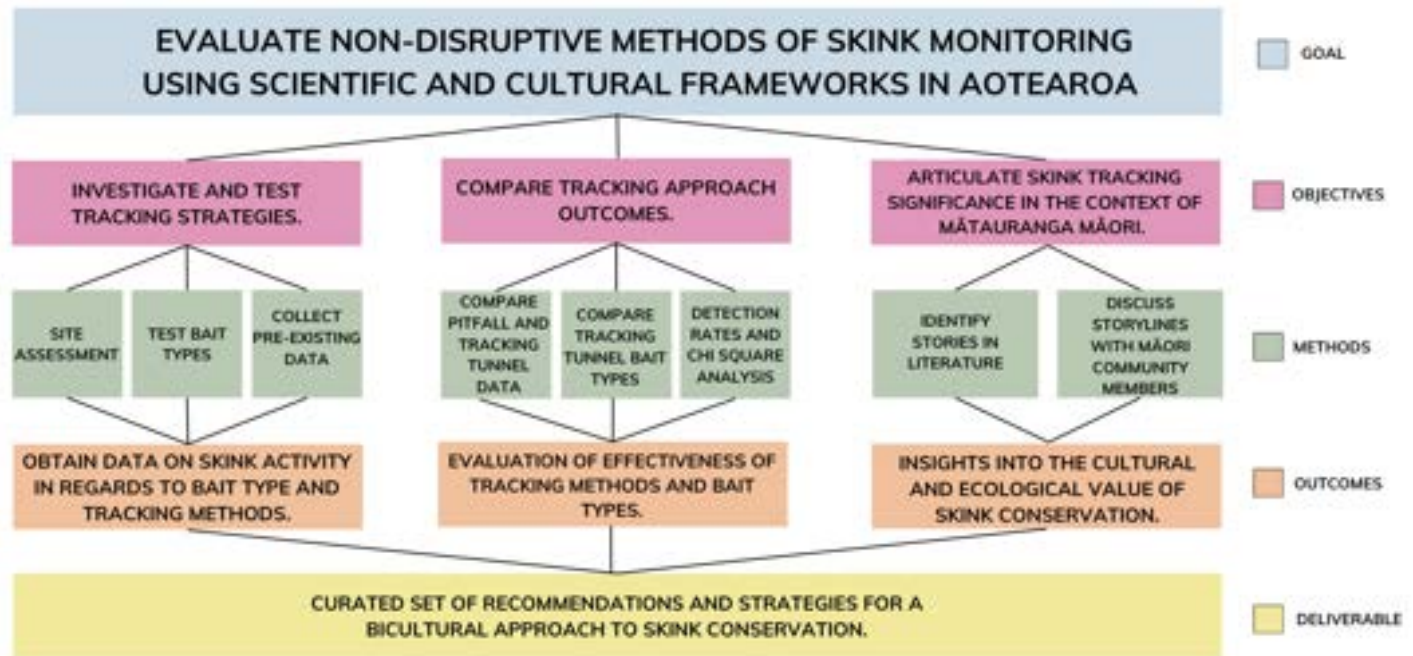 EVALUATE NON-DISRUPTIVE METHODS OF SKINK MONITORING
USING SCIENTIFIC AND CULTURAL FRAMEWORKS IN AOTEAROA
GOAL
INVESTIGATE AND TEST
TRACKING STRATEGIES.
COMPARE TRACKING APPROACH
OUTCOMES.
ARTICULATE SKINK TRACKING
SIGNIFICANCE IN THE CONTEXT OF
MĀTAURANGA MĀORI.
OBJECTIVES
SITE
ASSESSMENT
TEST BAIT
TYPES
COLLECT
PRE-EXISTING
DATA
COMPARE
PITFALL AND
TRACKING
TUNNEL
DATA
COMPARE
TRACKING
TUNNEL BAIT
TYPES
DETECTION
RATES AND
CHI SQUARE
ANALYSIS
IDENTIFY
STORIES IN
LITERATURE
DISCUSS
STORYLINES
WITH MĀORI
COMMUNITY
MEMBERS
METHODS
OBTAIN DATA ON SKINK ACTIVITY
IN REGARDS TO BAIT TYPE AND
TRACKING METHODS.
EVALUATION OF EFFECTIVENESS OF
TRACKING METHODS AND BAIT
TYPES.
INSIGHTS INTO THE CULTURAL
AND ECOLOGICAL VALUE OF
SKINK CONSERVATION.
OUTCOMES
CURATED SET OF RECOMMENDATIONS AND STRATEGIES FOR A
BICULTURAL APPROACH TO SKINK CONSERVATION.
DELIVERABLE